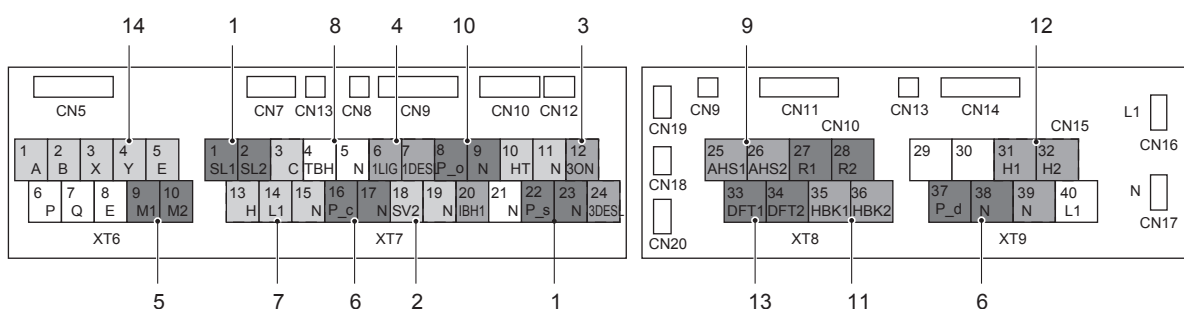 14 1 8 4 10 3 9 12
CN5 CN7 CN13 CN8 CN9 CN10 CN12
CN19 CN9 CN11 CN13 CN14 L1 CN16
CN10 CN15
1 2 3 4 5 1 2 3 4 5 6 7 8 9 10 11 12
A B X Y E SL1 SL2 C TBH N 1LIG 1DESL P_o N HT N 3ON
CN18
25 26 27 28 29 30 31 32
AHS1 AHS2 R1 R2 H1 H2
6 7 8 9 10 13 14 15 16 17 18 19 20 21 22 23 24
P Q E M1 M2 H L1 N P_c N SV2 N IBH1 N P_s N 3DESL
N CN17
33 34 35 36 37 38 39 40
DFT1 DFT2 HBK1 HBK2 P_d N N L1
CN20
XT6 XT7 XT8 XT9
5 7 6 2 1 13 11 6